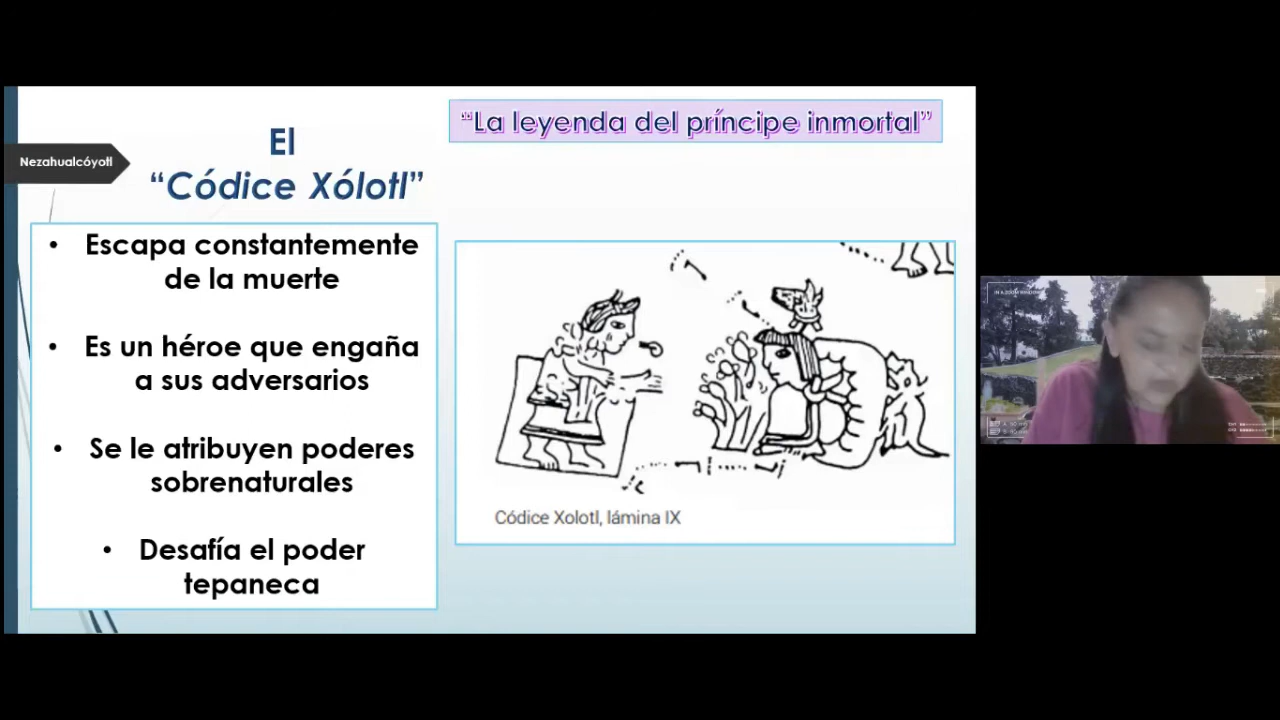 “La leyenda del príncipe inmortal”
Nezahualcóyotl
El
“Códice Xólotl”
• Escapa constantemente
de la muerte
• Es un héroe que engaña
a sus adversarios
• Se le atribuyen poderes
sobrenaturales
• Desafía el poder
tepaneca
Códice Xolotl, lámina IX